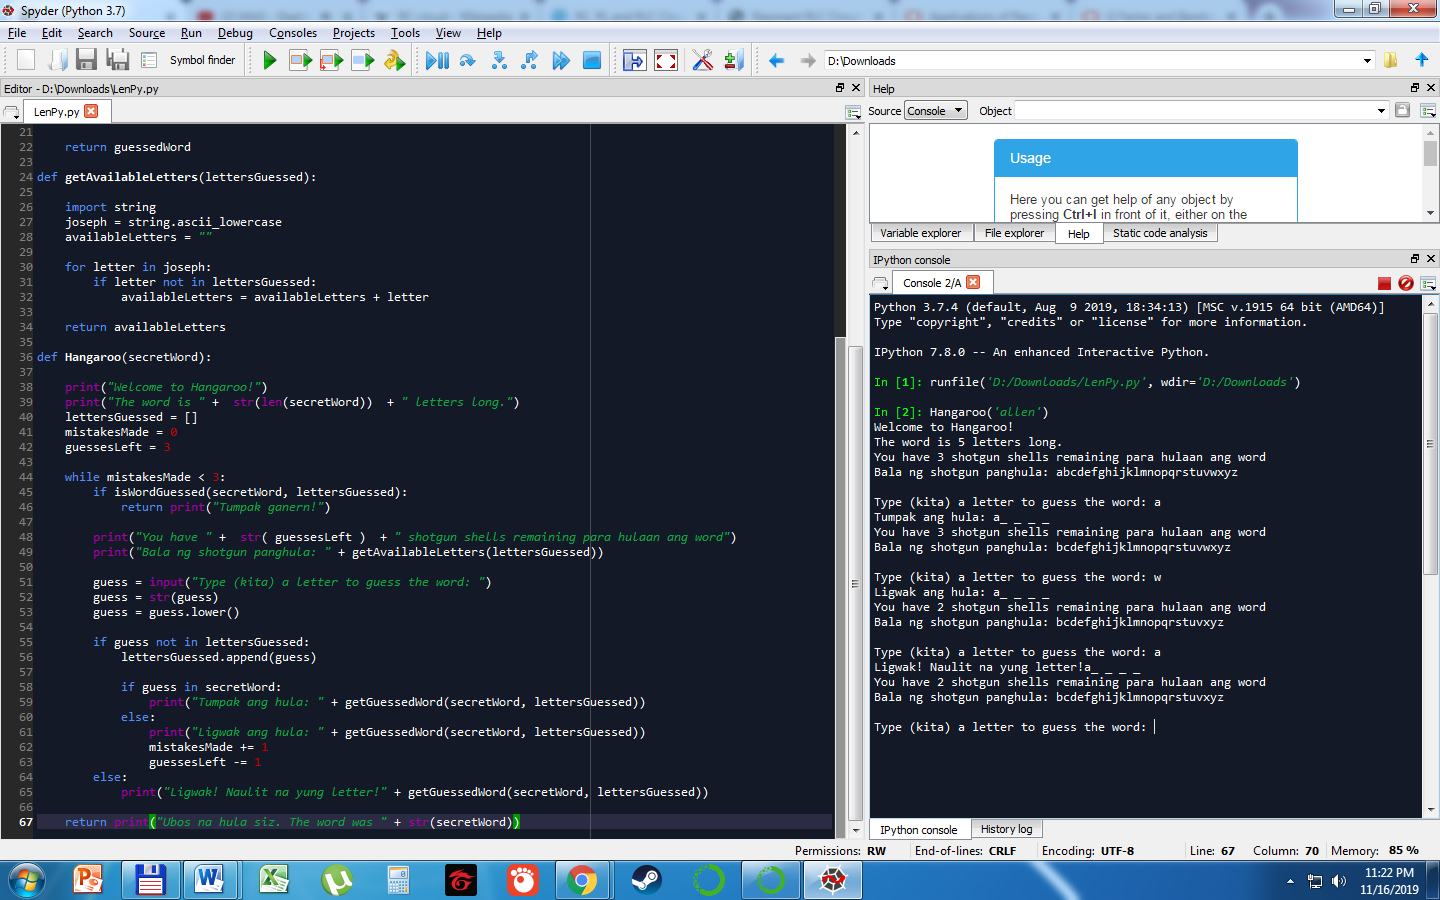 Spyder (Python 3.7)
File Edit Search Source Run Debug Consoles Projects Tools View Help
Symbol finder
D:\Downloads
Editor - D:\Downloads\LenPy.py
LenPy.py
21
22 return guessedWord
23
24 def getAvailableLetters(lettersGuessed):
25
26 import string
27 joseph = string.ascii_lowercase
28 availableLetters = ""
29
30 for letter in joseph:
31 if letter not in lettersGuessed:
32 availableLetters = availableLetters + letter
33
34 return availableLetters
35
36 def Hangaroo(secretWord):
37
38 print("Welcome to Hangaroo!")
39 print("The word is " +  str(len(secretWord))  + " letters long.")
40 lettersGuessed = []
41 mistakesMade = 0
42 guessesLeft = 3
43
44 while mistakesMade < 3:
45 if isWordGuessed(secretWord, lettersGuessed):
46 return print("Tumpak ganern!")
47
48 print("You have " +  str( guessesLeft )  + " shotgun shells remaining para hulaan ang word")
49 print("Bala ng shotgun panghula: " + getAvailableLetters(lettersGuessed))
50
51 guess = input("Type (kita) a letter to guess the word: ")
52 guess = str(guess)
53 guess = guess.lower()
54
55 if guess not in lettersGuessed:
56 lettersGuessed.append(guess)
57
58 if guess in secretWord:
59 print("Tumpak ang hula: " + getGuessedWord(secretWord, lettersGuessed))
60 else:
61 print("Ligwak ang hula: " + getGuessedWord(secretWord, lettersGuessed))
62 mistakesMade += 1
63 guessesLeft -= 1
64 else:
65 print("Ligwak! Naulit na yung letter!" + getGuessedWord(secretWord, lettersGuessed))
66
67 return print("Ubos na hula siz. The word was " + str(secretWord))
Help
Source Console Object
Usage
Here you can get help of any object by
pressing Ctrl+I in front of it, either on the
Variable explorer File explorer Help Static code analysis
IPython console
Console 2/A
Python 3.7.4 (default, Aug  9 2019, 18:34:13) [MSC v.1915 64 bit (AMD64)]
Type "copyright", "credits" or "license" for more information.
IPython 7.8.0 -- An enhanced Interactive Python.
In [1]: runfile('D:/Downloads/LenPy.py', wdir='D:/Downloads')
In [2]: Hangaroo('allen')
Welcome to Hangaroo!
The word is 5 letters long.
You have 3 shotgun shells remaining para hulaan ang word
Bala ng shotgun panghula: abcdefghijklmnopqrstuvwxyz
Type (kita) a letter to guess the word: a
Tumpak ang hula: a_ _ _ _
You have 3 shotgun shells remaining para hulaan ang word
Bala ng shotgun panghula: bcdefghijklmnopqrstuvwxyz
Type (kita) a letter to guess the word: w
Ligwak ang hula: a_ _ _ _
You have 2 shotgun shells remaining para hulaan ang word
Bala ng shotgun panghula: bcdefghijklmnopqrstuvxyz
Type (kita) a letter to guess the word: a
Ligwak! Naulit na yung letter!a_ _ _ _
You have 2 shotgun shells remaining para hulaan ang word
Bala ng shotgun panghula: bcdefghijklmnopqrstuvxyz
Type (kita) a letter to guess the word:
IPython console History log
Permissions: RW End-of-lines: CRLF Encoding: UTF-8 Line: 67 Column: 70 Memory: 85 %
11:22 PM
11/16/2019